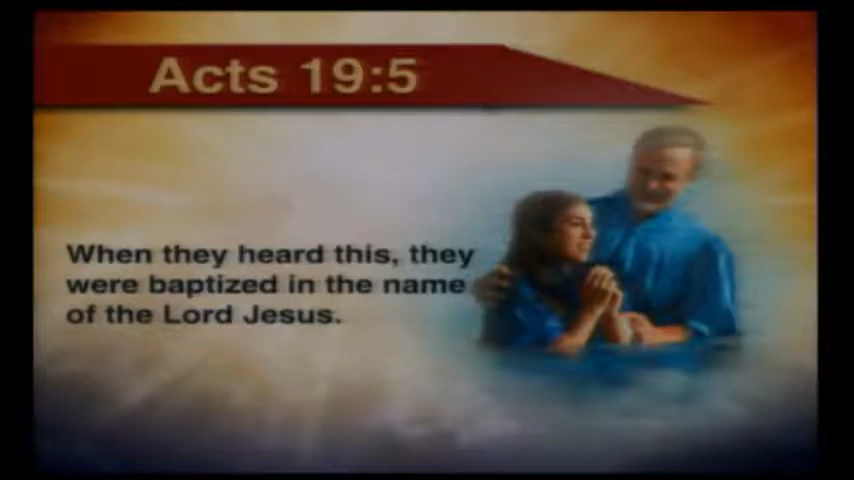 Acts 19:5
When they heard this, they
were baptized in the name
of the Lord Jesus.